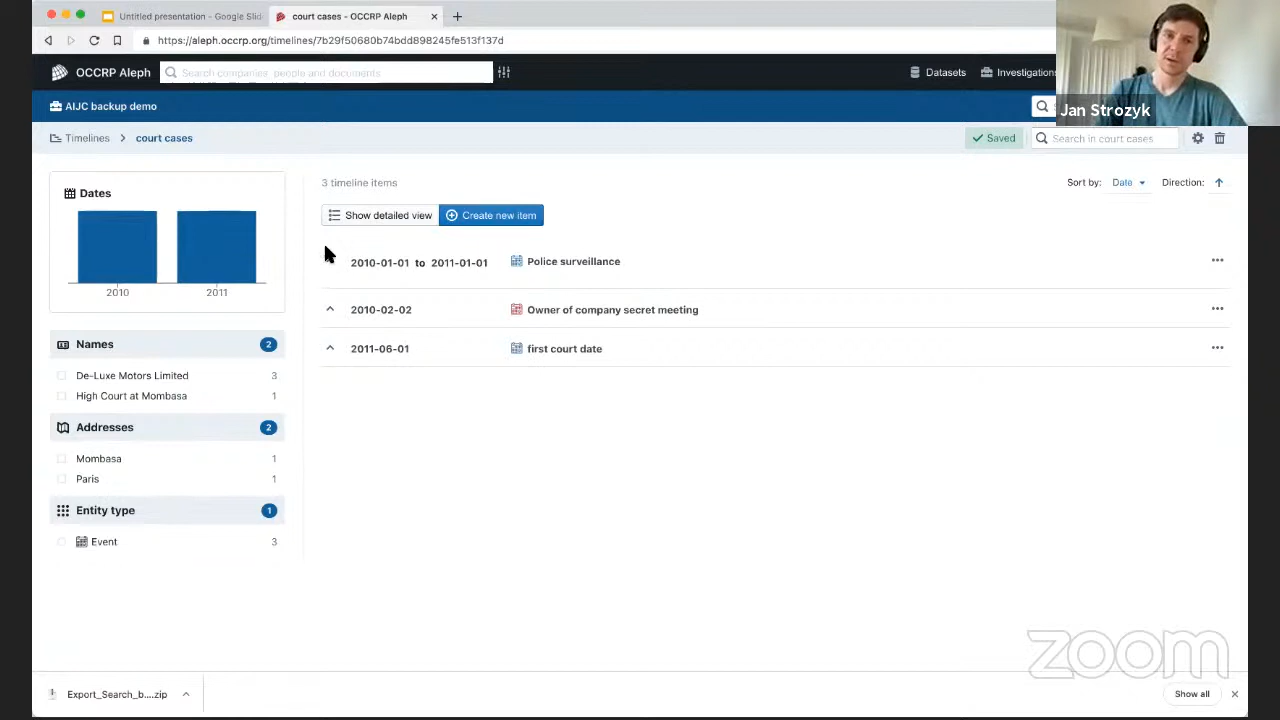 Untitled presentation - Google Slid
court cases - OCCRP Aleph
https://aleph.occrp.org/timelines/7b29f50680b74bdd898245fe513f137d
OCCRP Aleph
Search companies, people and documents
Datasets
Investigations
AIJC backup demo
Jan Strozyk
Timelines
court cases
Saved
Search in court cases
Dates
2010
2011
3 timeline items
Sort by: Date
Direction:
Show detailed view
Create new item
2010-01-01 to 2011-01-01 Police surveillance
2010-02-02 Owner of company secret meeting
2011-06-01 first court date
Names 2
De-Luxe Motors Limited 3
High Court at Mombasa 1
Addresses 2
Mombasa 1
Paris 1
Entity type 1
Event 3
zoom
Export_Search_b....zip
Show all